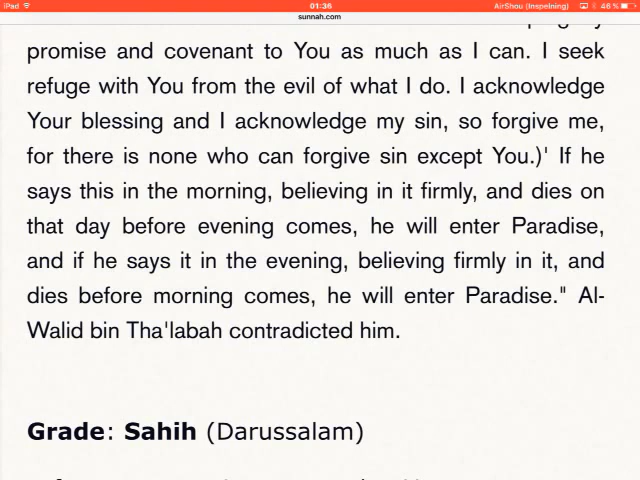 iPad 01:36 AirShou (Inspelning) 46 %
sunnah.com
promise and covenant to You as much as I can. I seek
refuge with You from the evil of what I do. I acknowledge
Your blessing and I acknowledge my sin, so forgive me,
for there is none who can forgive sin except You.)' If he
says this in the morning, believing in it firmly, and dies on
that day before evening comes, he will enter Paradise,
and if he says it in the evening, believing firmly in it, and
dies before morning comes, he will enter Paradise." Al-
Walid bin Tha'labah contradicted him.
Grade: Sahih (Darussalam)